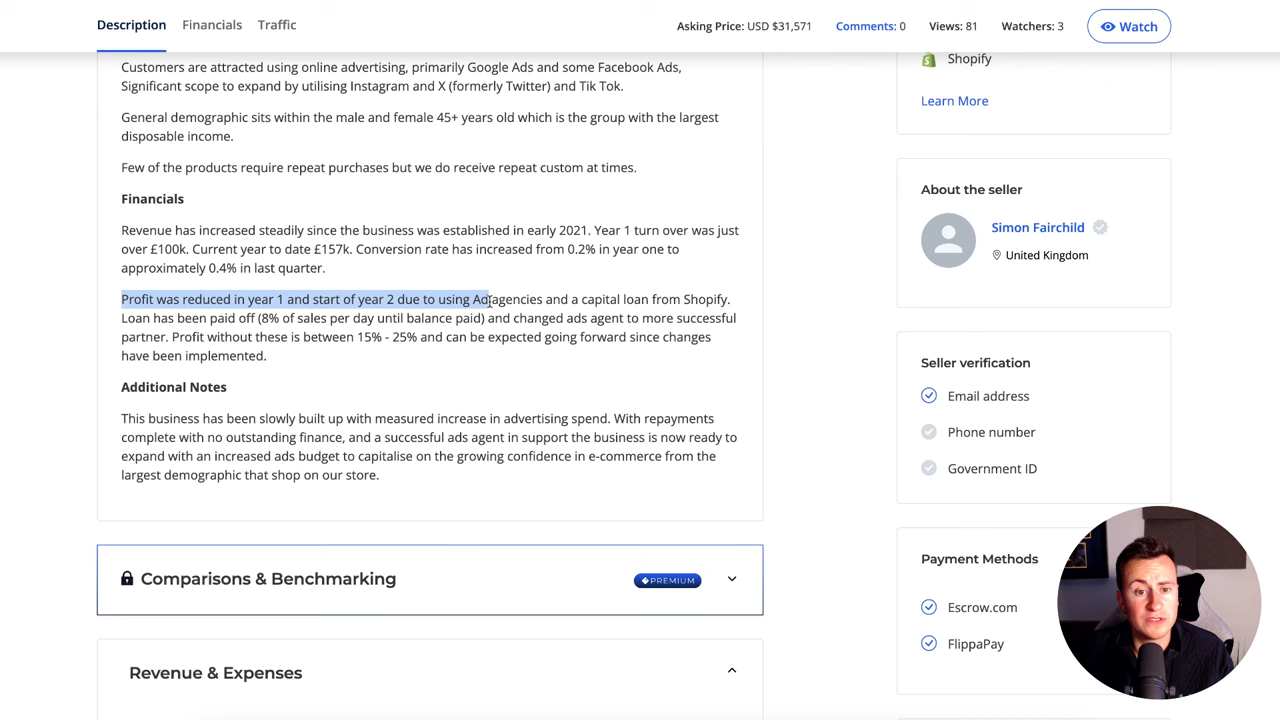 Description Financials Traffic Asking Price: USD $31,571 Comments: 0 Views: 81 Watchers: 3 Watch
Customers are attracted using online advertising, primarily Google Ads and some Facebook Ads,
Significant scope to expand by utilising Instagram and X (formerly Twitter) and Tik Tok.
General demographic sits within the male and female 45+ years old which is the group with the largest
disposable income.
Few of the products require repeat purchases but we do receive repeat custom at times.
Financials
Revenue has increased steadily since the business was established in early 2021. Year 1 turn over was just
over £100k. Current year to date £157k. Conversion rate has increased from 0.2% in year one to
approximately 0.4% in last quarter.
Profit was reduced in year 1 and start of year 2 due to using Ad agencies and a capital loan from Shopify.
Loan has been paid off (8% of sales per day until balance paid) and changed ads agent to more successful
partner. Profit without these is between 15% - 25% and can be expected going forward since changes
have been implemented.
Additional Notes
This business has been slowly built up with measured increase in advertising spend. With repayments
complete with no outstanding finance, and a successful ads agent in support the business is now ready to
expand with an increased ads budget to capitalise on the growing confidence in e-commerce from the
largest demographic that shop on our store.
Comparisons & Benchmarking PREMIUM
Revenue & Expenses
Shopify
Learn More
About the seller
Simon Fairchild
United Kingdom
Seller verification
Email address
Phone number
Government ID
Payment Methods
Escrow.com
FlippaPay